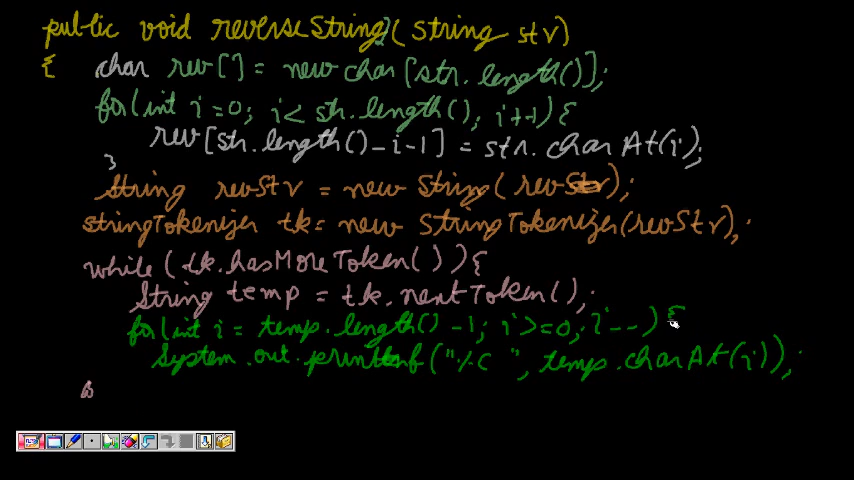 public void reverseString2(String str)
{ char rev[] = new char[str.length()];
for(int i=0; i< str.length(); i++){
rev[str.length()-i-1] = str.charAt(i);
}
String revStr = new String(rev);
stringTokenizer tk= new StringTokenizer(revStr);
while(tk.hasMoreToken()){
String temp = tk.nextToken();
for(int i= temp.length()-1; i>=0; i--) {
System.out.printf("%c ", temp.charAt(i));